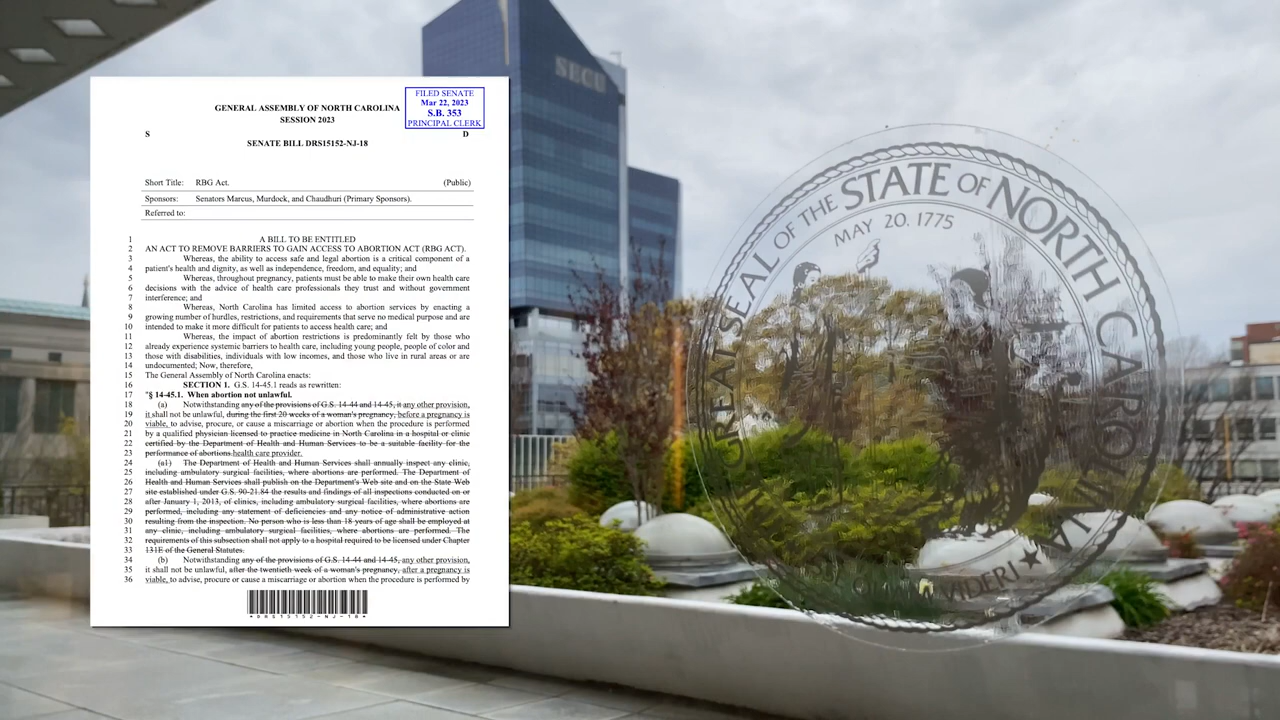 SECU
GENERAL ASSEMBLY OF NORTH CAROLINA
SESSION 2023
FILED SENATE
Mar 22, 2023
S.B. 353
PRINCIPAL CLERK
S D
SENATE BILL DRS15152-NJ-18
Short Title: RBG Act. (Public)
Sponsors: Senators Marcus, Murdock, and Chaudhuri (Primary Sponsors).
Referred to:
1 A BILL TO BE ENTITLED
2 AN ACT TO REMOVE BARRIERS TO GAIN ACCESS TO ABORTION ACT (RBG ACT).
3 Whereas, the ability to access safe and legal abortion is a critical component of a
4 patient's health and dignity, as well as independence, freedom, and equality; and
5 Whereas, throughout pregnancy, patients must be able to make their own health care
6 decisions with the advice of health care professionals they trust and without government
7 interference; and
8 Whereas, North Carolina has limited access to abortion services by enacting a
9 growing number of hurdles, restrictions, and requirements that serve no medical purpose and are
10 intended to make it more difficult for patients to access health care; and
11 Whereas, the impact of abortion restrictions is predominantly felt by those who
12 already experience systemic barriers to health care, including young people, people of color and
13 those with disabilities, individuals with low incomes, and those who live in rural areas or are
14 undocumented; Now, therefore,
15 The General Assembly of North Carolina enacts:
16 SECTION 1. G.S. 14-45.1 reads as rewritten:
17 "§ 14-45.1. When abortion not unlawful.
18 (a) Notwithstanding any of the provisions of G.S. 14-44 and 14-45, it any other provision,
19 it shall not be unlawful, during the first 20 weeks of a woman's pregnancy, before a pregnancy is
20 viable, to advise, procure, or cause a miscarriage or abortion when the procedure is performed
21 by a qualified physician licensed to practice medicine in North Carolina in a hospital or clinic
22 certified by the Department of Health and Human Services to be a suitable facility for the
23 performance of abortions.health care provider.
24 (a1) The Department of Health and Human Services shall annually inspect any clinic,
25 including ambulatory surgical facilities, where abortions are performed. The Department of
26 Health and Human Services shall publish on the Department's Web site and on the State Web
27 site established under G.S. 90-21.84 the results and findings of all inspections conducted on or
28 after January 1, 2013, of clinics, including ambulatory surgical facilities, where abortions are
29 performed, including any statement of deficiencies and any notice of administrative action
30 resulting from the inspection. No person who is less than 18 years of age shall be employed at
31 any clinic, including ambulatory surgical facilities, where abortions are performed. The
32 requirements of this subsection shall not apply to a hospital required to be licensed under Chapter
33 131E of the General Statutes.
34 (b) Notwithstanding any of the provisions of G.S. 14-44 and 14-45, any other provision,
35 it shall not be unlawful, after the twentieth week of a woman's pregnancy, after a pregnancy is
36 viable, to advise, procure or cause a miscarriage or abortion when the procedure is performed by
*DRS15152-NJ-18*
SEAL OF THE STATE OF NORTH CAROLINA
MAY 20, 1775
VIDERI